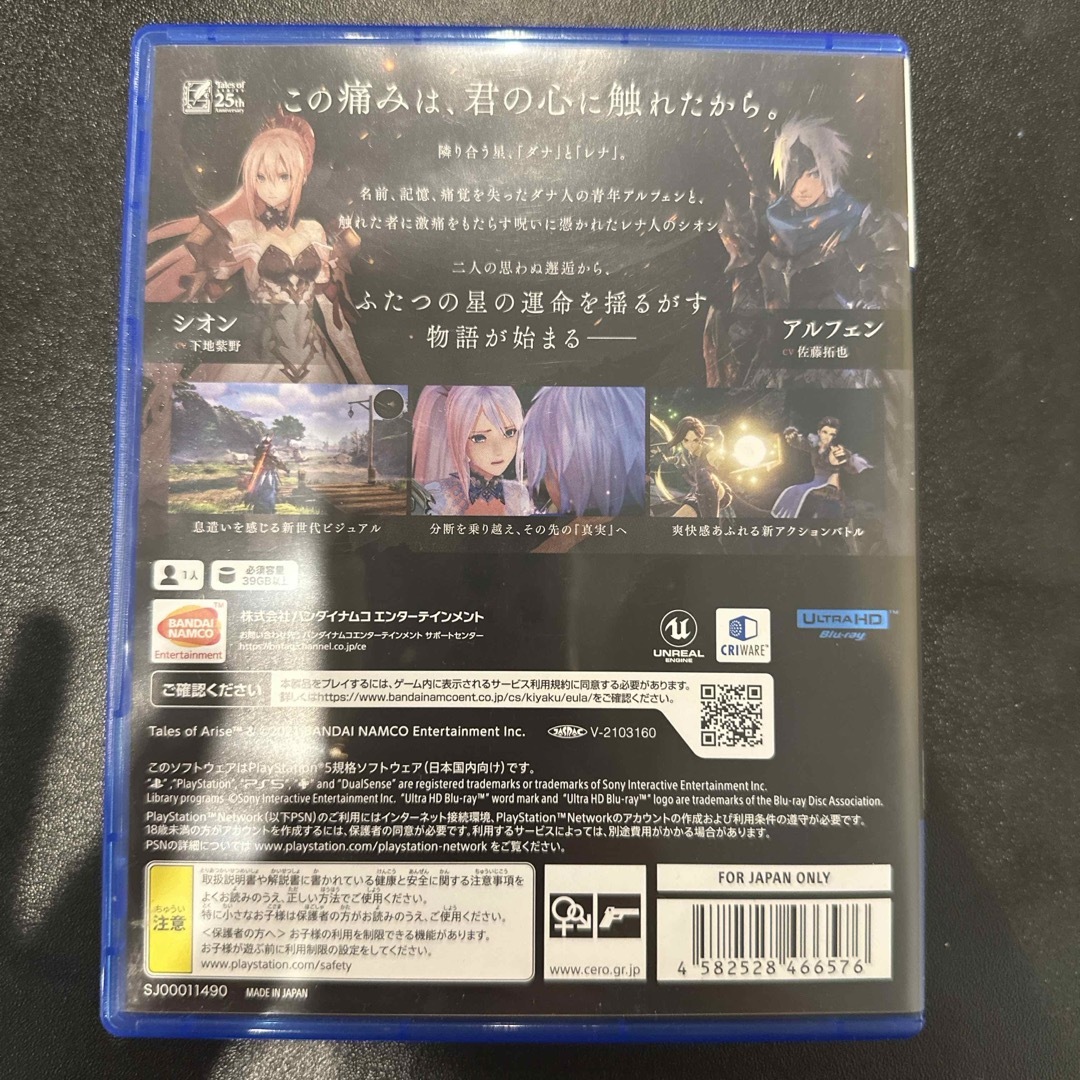 Tales of
25th
Anniversary
この痛みは、君の心に触れたから。
隣り合う星、「ダナ」と「レナ」。
名前、記憶、痛覚を失ったダナ人の青年アルフェンと、
触れた者に激痛をもたらす呪いに憑かれたレナ人のシオン。
二人の思わぬ邂逅から、
ふたつの星の運命を揺るがす
物語が始まる――
シオン
CV 下地紫野
アルフェン
CV 佐藤拓也
息遣いを感じる新世代ビジュアル
分断を乗り越え、その先の『真実』へ
爽快感あふれる新アクションバトル
1人
必須容量
39GB以上
BANDAI
NAMCO
Entertainment
株式会社バンダイナムコ エンターテインメント
お問い合わせ先：バンダイナムコエンターテインメント サポートセンター
https://bnfaq.channel.co.jp/ce
UNREAL
ENGINE
CRIWARE™
ULTRA HD™
Blu-ray
ご確認ください
本製品をプレイするには、ゲーム内に表示されるサービス利用規約に同意する必要があります。
詳しくはhttps://www.bandainamcoent.co.jp/cs/kiyaku/eula/をご確認ください。
Tales of Arise™ & ©2021 BANDAI NAMCO Entertainment Inc.
JASRAC V-2103160
このソフトウェアはPlayStation®5規格ソフトウェア(日本国内向け)です。
"PlayStation", "PS5", and "DualSense" are registered trademarks or trademarks of Sony Interactive Entertainment Inc.
Library programs ©Sony Interactive Entertainment Inc. "Ultra HD Blu-ray™" word mark and "Ultra HD Blu-ray™" logo are trademarks of the Blu-ray Disc Association.
PlayStation™Network(以下PSN)のご利用にはインターネット接続環境、PlayStation™Networkのアカウントの作成および利用条件の遵守が必要です。
18歳未満の方がアカウントを作成するには、保護者の同意が必要です。利用するサービスによっては、別途費用がかかる場合があります。
PSNの詳細については www.playstation.com/playstation-network をご覧ください。
ちゅうい
注意
取扱説明書や解説書に書かれている健康と安全に関する注意事項を
よくお読みのうえ、正しい方法でご使用ください。
特に小さなお子様は保護者の方がお読みのうえ、ご使用ください。
<保護者の方へ> お子様の利用を制限できる機能があります。
お子様が遊ぶ前に利用制限の設定をしてください。
www.playstation.com/safety
www.cero.gr.jp
FOR JAPAN ONLY
4 582528 466576
SJ00011490 MADE IN JAPAN